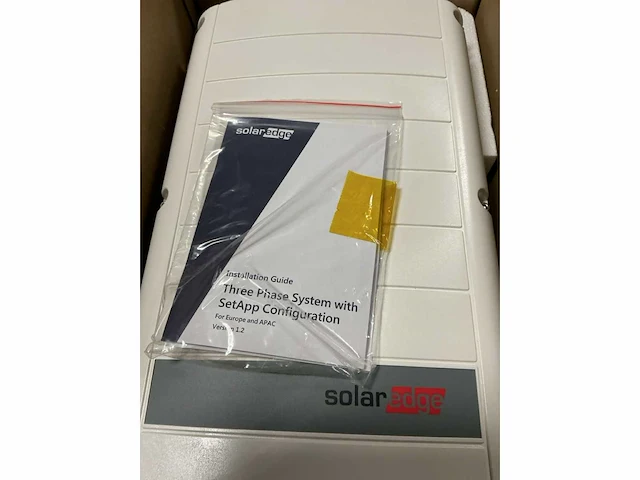 solaredge
Installation Guide
Three Phase System with
SetApp Configuration
For Europe and APAC
Version 1.2
solaredge